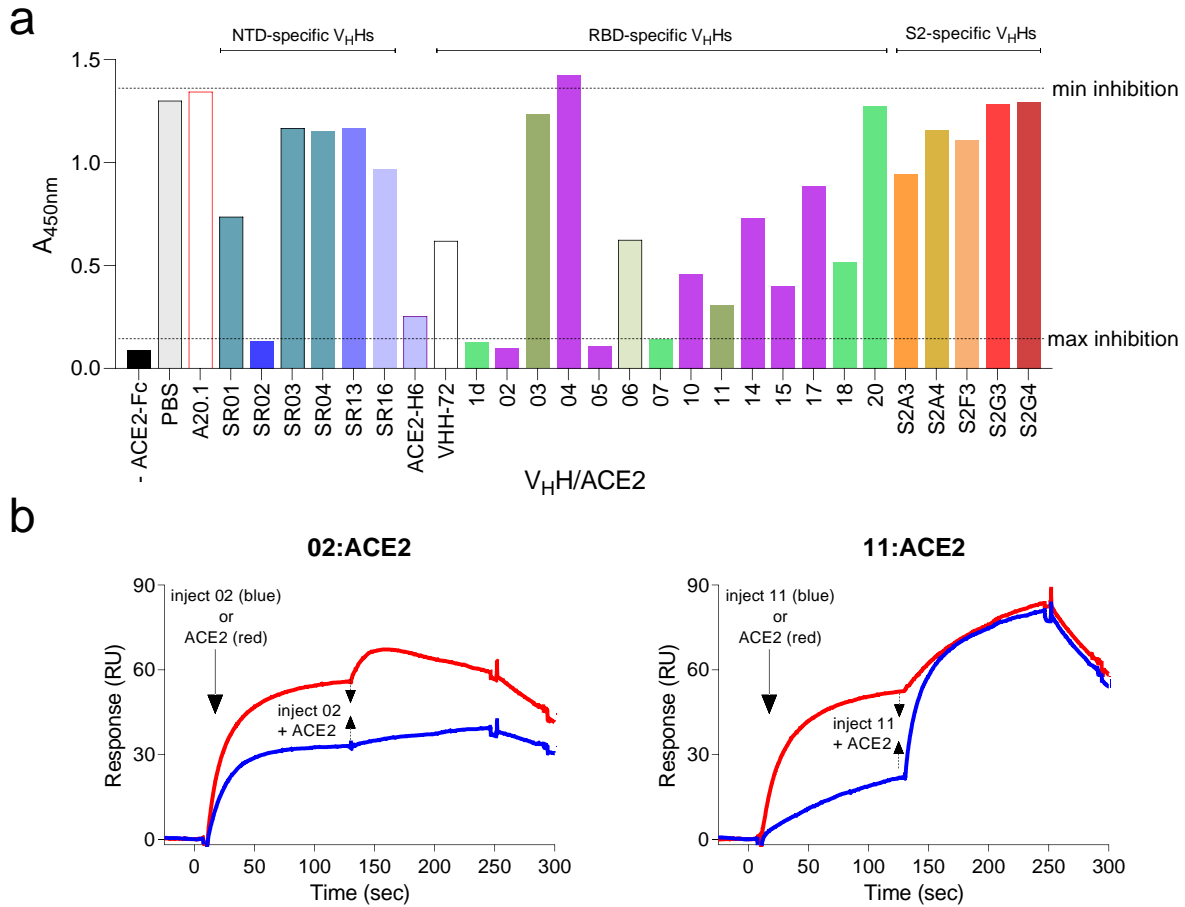 a
NTD-specific VHHs
RBD-specific VHHs
S2-specific VHHs
1.5
1.0
0.5
0.0
A450nm
min inhibition
max inhibition
- ACE2-Fc
PBS
A20.1
SR01
SR02
SR03
SR04
SR13
SR16
ACE2-H6
VHH-72
1d
02
03
04
05
06
07
10
11
14
15
17
18
20
S2A3
S2A4
S2F3
S2G3
S2G4
VHH/ACE2
b
02:ACE2
90
60
30
0
Response (RU)
inject 02 (blue)
or
ACE2 (red)
inject 02
+ ACE2
0 50 100 150 200 250 300
Time (sec)
11:ACE2
90
60
30
0
Response (RU)
inject 11 (blue)
or
ACE2 (red)
inject 11
+ ACE2
0 50 100 150 200 250 300
Time (sec)